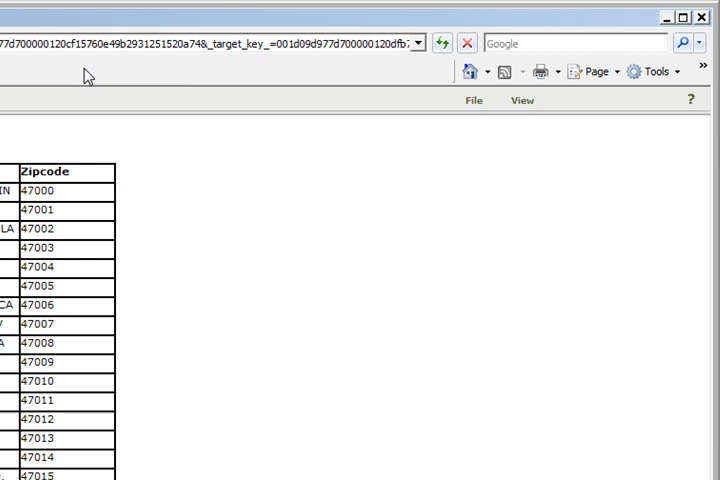 77d700000120cf15760e49b2931251520a74&_target_key_=001d09d977d700000120dfb7
Google
Page
Tools
»
File
View
?
Zipcode
IN 47000
47001
LA 47002
47003
47004
47005
CA 47006
47007
A 47008
47009
47010
47011
47012
47013
47014
47015